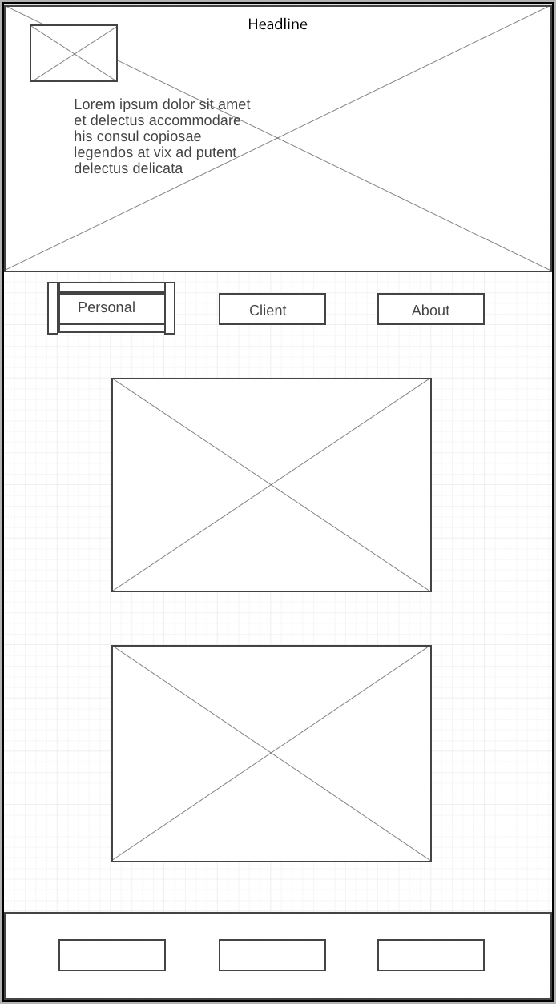 Headline
Lorem ipsum dolor sit amet
et delectus accommodare
his consul copiosae
legendos at vix ad putent
delectus delicata
Personal
Client
About